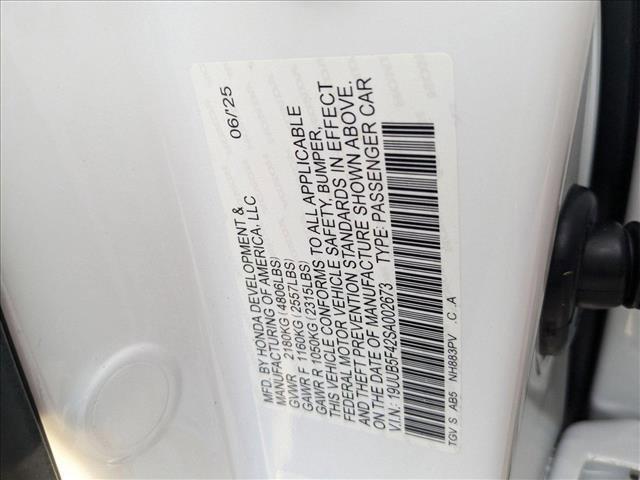 MFD. BY HONDA DEVELOPMENT & 06/'25
MANUFACTURING OF AMERICA, LLC
GVWR 2180KG (4806LBS)
GAWR F 1160KG (2557LBS)
GAWR R 1050KG (2315LBS)
THIS VEHICLE CONFORMS TO ALL APPLICABLE
FEDERAL MOTOR VEHICLE SAFETY, BUMPER,
AND THEFT PREVENTION STANDARDS IN EFFECT
ON THE DATE OF MANUFACTURE SHOWN ABOVE.
V.I.N.: 19UUB5F42SA002673 TYPE: PASSENGER CAR
TGV S AB5 NH883PV C A